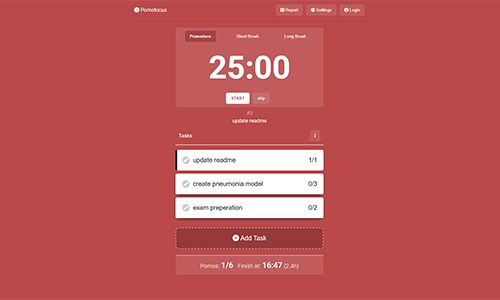 Pomofocus
Report Settings Login
Pomodoro Short Break Long Break
25:00
START skip
#3
update readme
Tasks
update readme 1/1
create pneumonia model 0/3
exam preperation 0/2
Add Task
Pomos: 1/6 Finish at: 16:47 (2.4h)